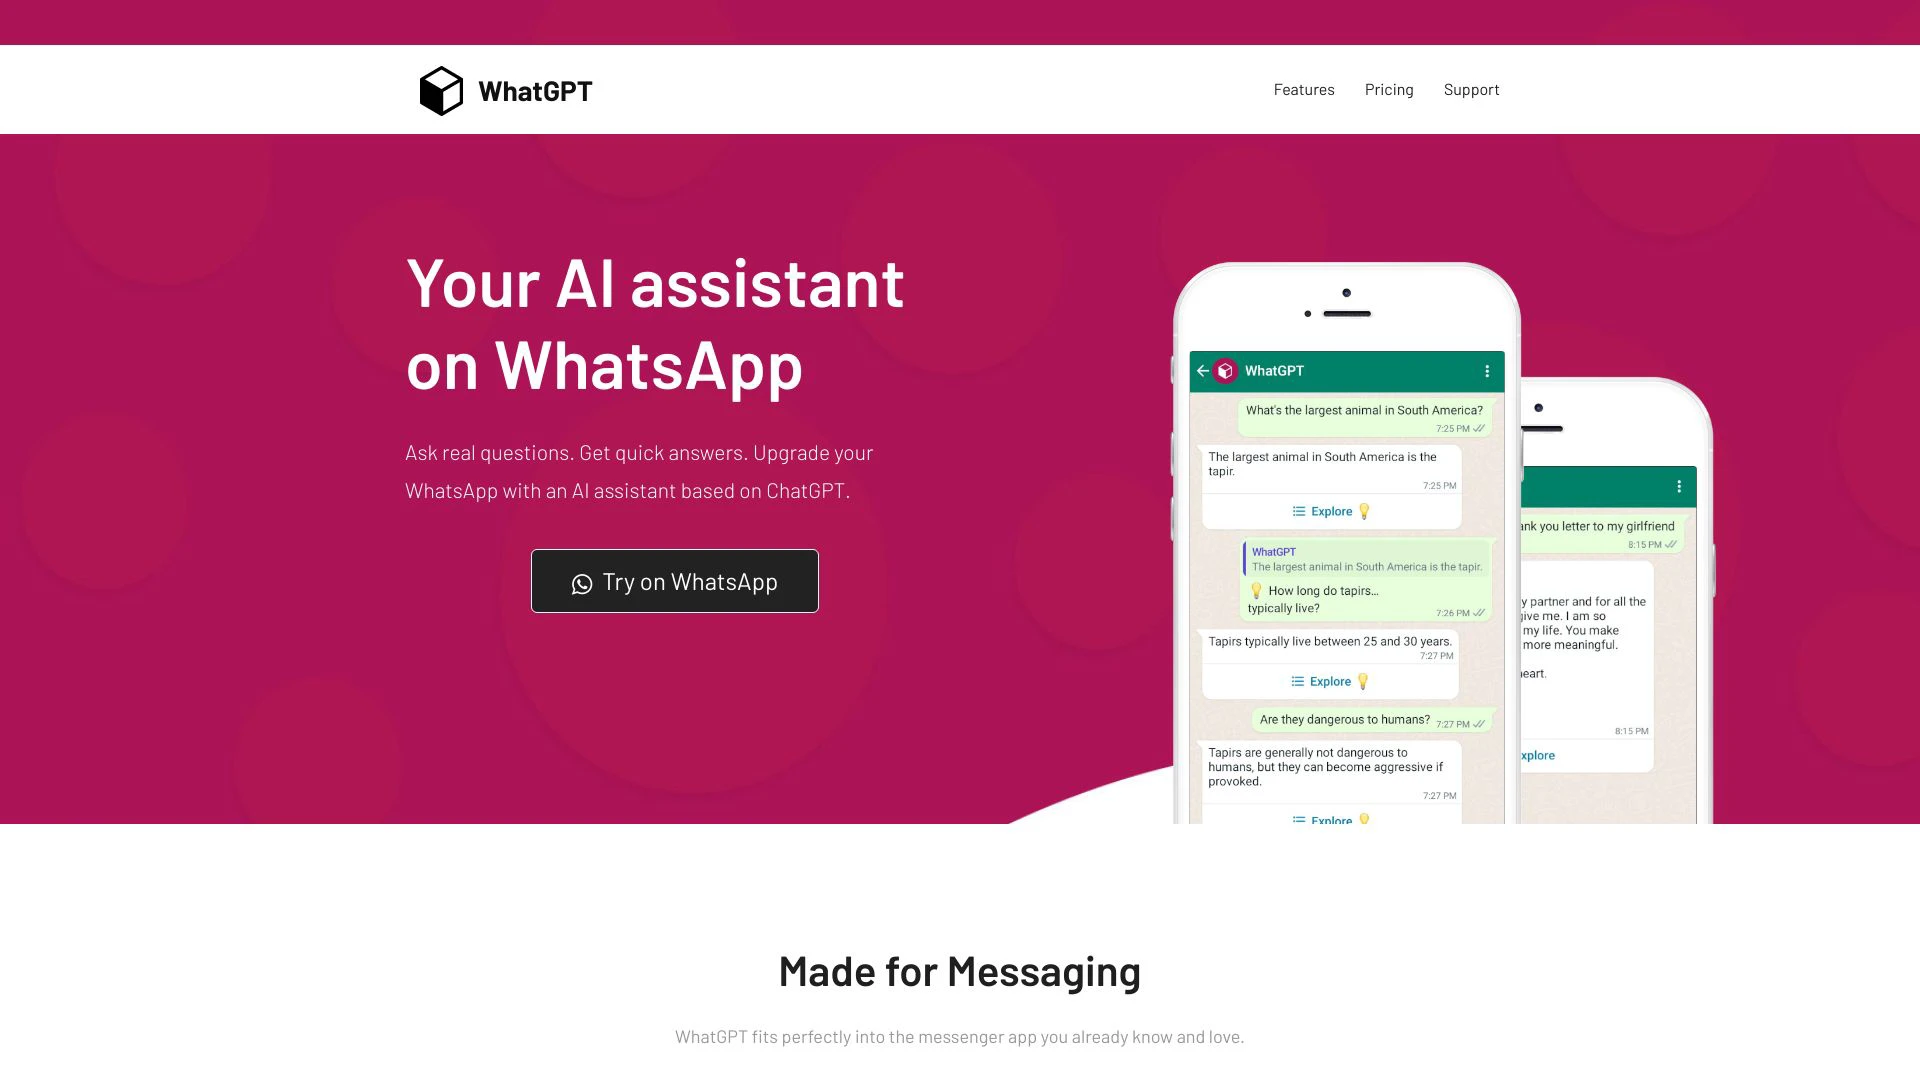 WhatGPT
Features
Pricing
Support
Your AI assistant
on WhatsApp
Ask real questions. Get quick answers. Upgrade your
WhatsApp with an AI assistant based on ChatGPT.
Try on WhatsApp
WhatGPT
What's the largest animal in South America?
7:25 PM
The largest animal in South America is the
tapir.
7:25 PM
Explore
WhatGPT
The largest animal in South America is the tapir.
How long do tapirs...
typically live?
7:26 PM
Tapirs typically live between 25 and 30 years.
7:27 PM
Explore
Are they dangerous to humans?
7:27 PM
Tapirs are generally not dangerous to
humans, but they can become aggressive if
provoked.
7:27 PM
Explore
ank you letter to my girlfriend
8:15 PM
y partner and for all the
give me. I am so
my life. You make
more meaningful.
heart.
8:15 PM
xplore
Made for Messaging
WhatGPT fits perfectly into the messenger app you already know and love.